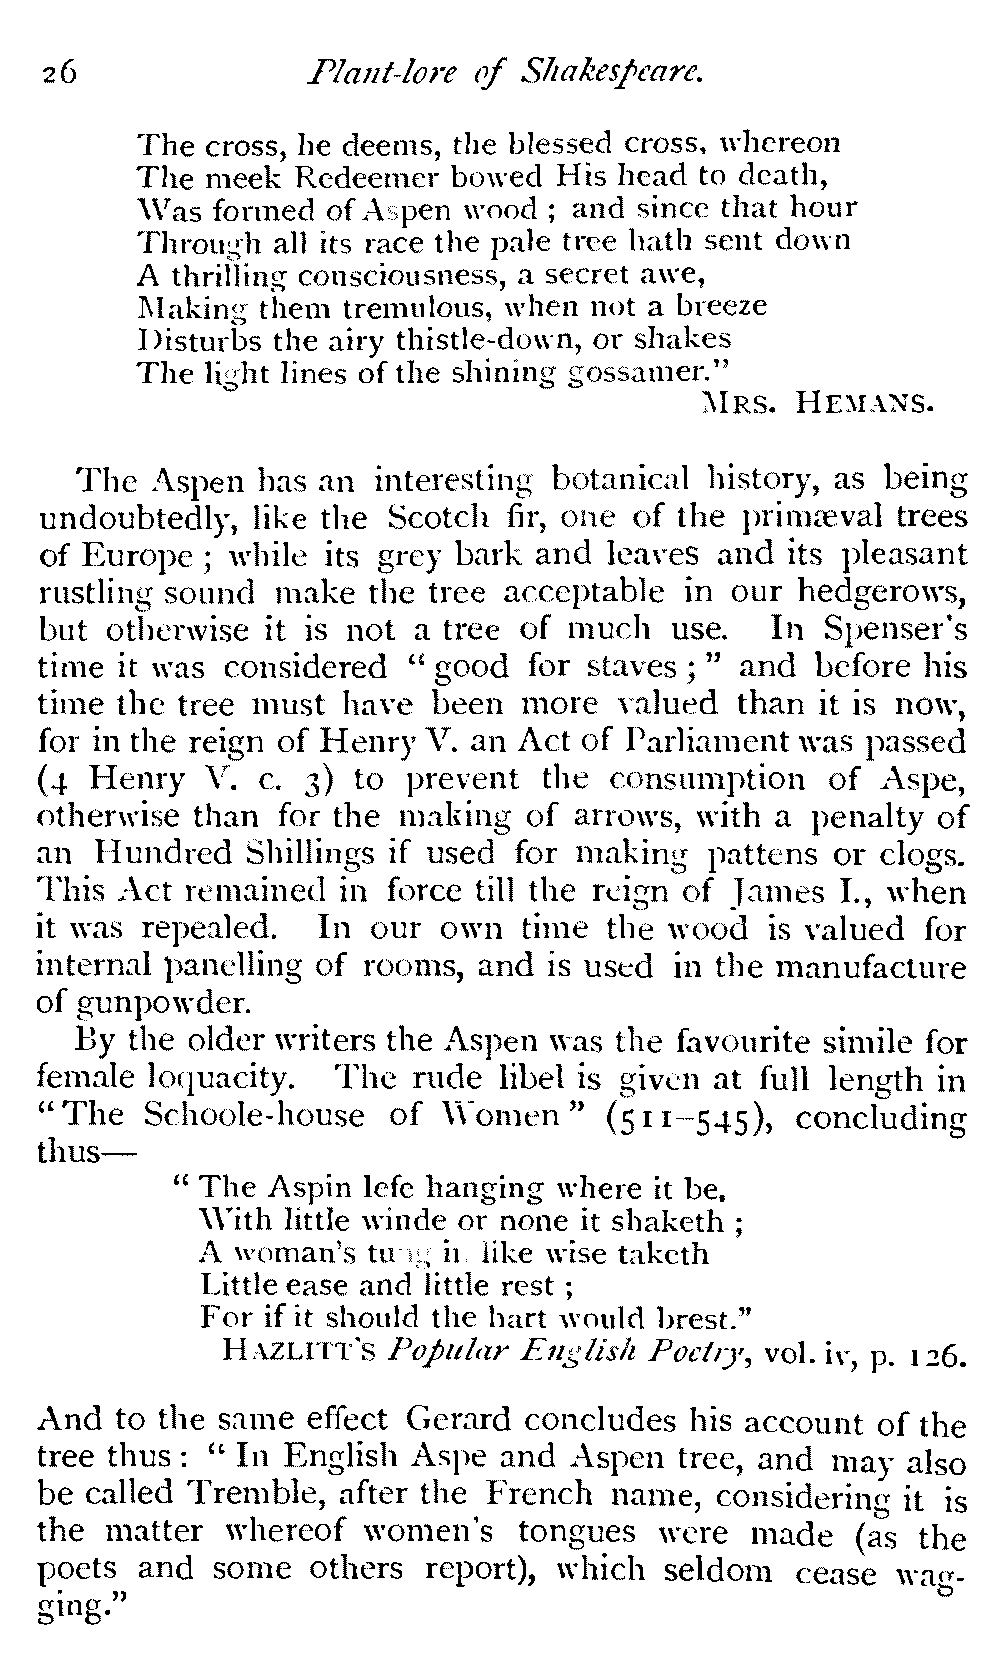 26 Plant-lore of Shakespeare.
The cross, he deems, the blessed cross, whereon
The meek Redeemer bowed His head to death,
Was formed of Aspen wood ; and since that hour
Through all its race the pale tree hath sent down
A thrilling consciousness, a secret awe,
Making them tremulous, when not a breeze
Disturbs the airy thistle-down, or shakes
The light lines of the shining gossamer."
MRS. HEMANS.
The Aspen has an interesting botanical history, as being
undoubtedly, like the Scotch fir, one of the primæval trees
of Europe ; while its grey bark and leaves and its pleasant
rustling sound make the tree acceptable in our hedgerows,
but otherwise it is not a tree of much use. In Spenser's
time it was considered "good for staves ;" and before his
time the tree must have been more valued than it is now,
for in the reign of Henry V. an Act of Parliament was passed
(4 Henry V. c. 3) to prevent the consumption of Aspe,
otherwise than for the making of arrows, with a penalty of
an Hundred Shillings if used for making pattens or clogs.
This Act remained in force till the reign of James I., when
it was repealed. In our own time the wood is valued for
internal panelling of rooms, and is used in the manufacture
of gunpowder.
By the older writers the Aspen was the favourite simile for
female loquacity. The rude libel is given at full length in
"The Schoole-house of Women" (511-545), concluding
thus—
"The Aspin lefe hanging where it be,
With little winde or none it shaketh ;
A woman's tung in like wise taketh
Little ease and little rest ;
For if it should the hart would brest."
HAZLITT'S Popular English Poetry, vol. iv, p. 126.
And to the same effect Gerard concludes his account of the
tree thus : "In English Aspe and Aspen tree, and may also
be called Tremble, after the French name, considering it is
the matter whereof women's tongues were made (as the
poets and some others report), which seldom cease wag-
ging."